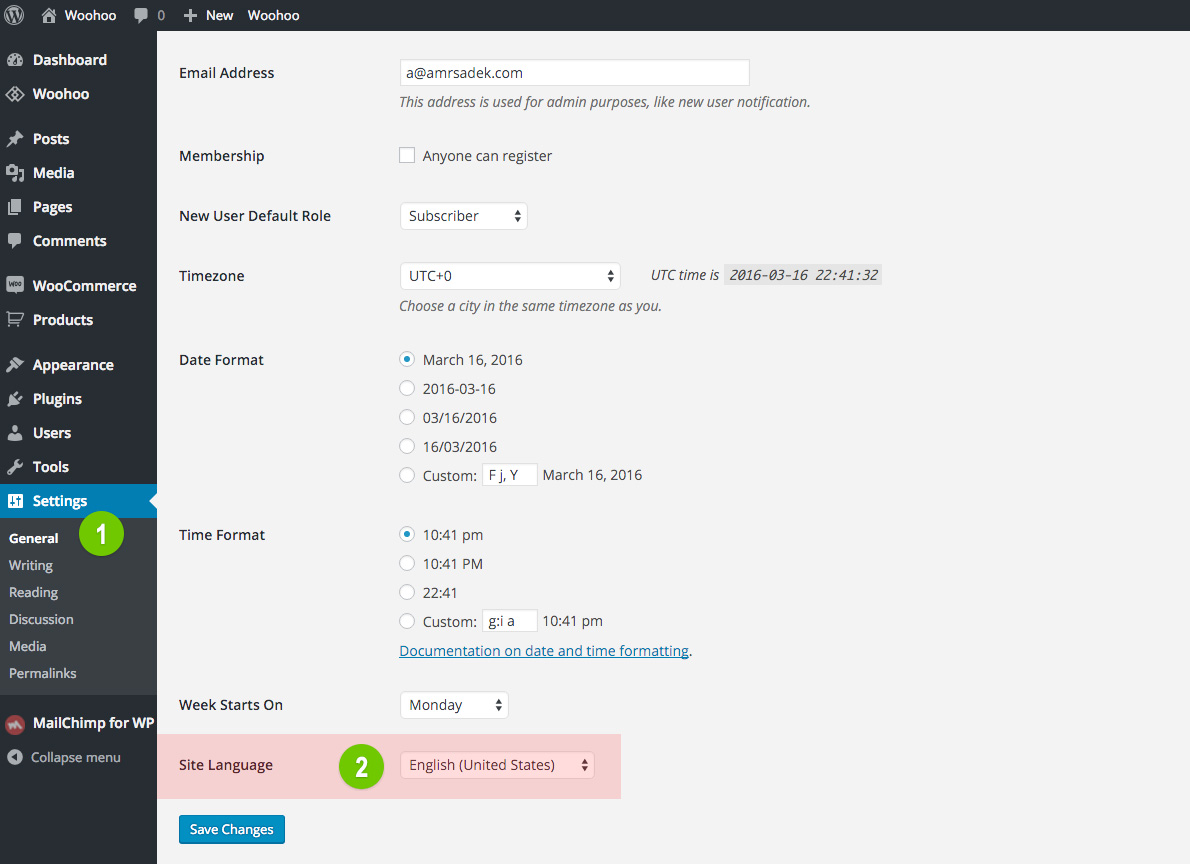 Woohoo 0 New Woohoo
Dashboard
Woohoo
Posts
Media
Pages
Comments
WooCommerce
Products
Appearance
Plugins
Users
Tools
Settings
1
General
Writing
Reading
Discussion
Media
Permalinks
MailChimp for WP
Collapse menu
Email Address a@amrsadek.com
This address is used for admin purposes, like new user notification.
Membership Anyone can register
New User Default Role Subscriber
Timezone UTC+0 UTC time is 2016-03-16 22:41:32
Choose a city in the same timezone as you.
Date Format March 16, 2016
2016-03-16
03/16/2016
16/03/2016
Custom: F j, Y March 16, 2016
Time Format 10:41 pm
10:41 PM
22:41
Custom: g:i a 10:41 pm
Documentation on date and time formatting.
Week Starts On Monday
Site Language 2 English (United States)
Save Changes